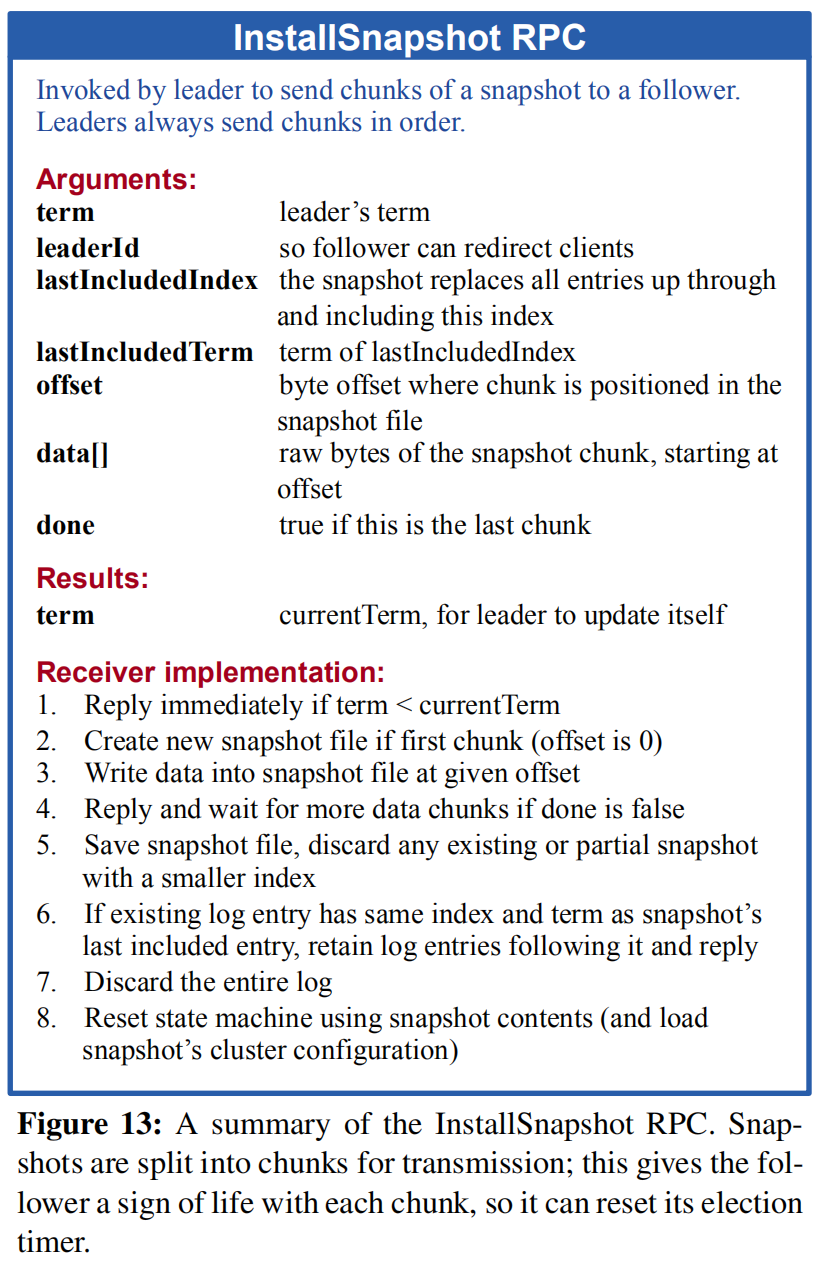 InstallSnapshot RPC
Invoked by leader to send chunks of a snapshot to a follower.
Leaders always send chunks in order.
Arguments:
term leader’s term
leaderId so follower can redirect clients
lastIncludedIndex the snapshot replaces all entries up through
and including this index
lastIncludedTerm term of lastIncludedIndex
offset byte offset where chunk is positioned in the
snapshot file
data[] raw bytes of the snapshot chunk, starting at
offset
done true if this is the last chunk
Results:
term currentTerm, for leader to update itself
Receiver implementation:
1. Reply immediately if term < currentTerm
2. Create new snapshot file if first chunk (offset is 0)
3. Write data into snapshot file at given offset
4. Reply and wait for more data chunks if done is false
5. Save snapshot file, discard any existing or partial snapshot
with a smaller index
6. If existing log entry has same index and term as snapshot’s
last included entry, retain log entries following it and reply
7. Discard the entire log
8. Reset state machine using snapshot contents (and load
snapshot’s cluster configuration)
Figure 13: A summary of the InstallSnapshot RPC. Snap-
shots are split into chunks for transmission; this gives the fol-
lower a sign of life with each chunk, so it can reset its election
timer.